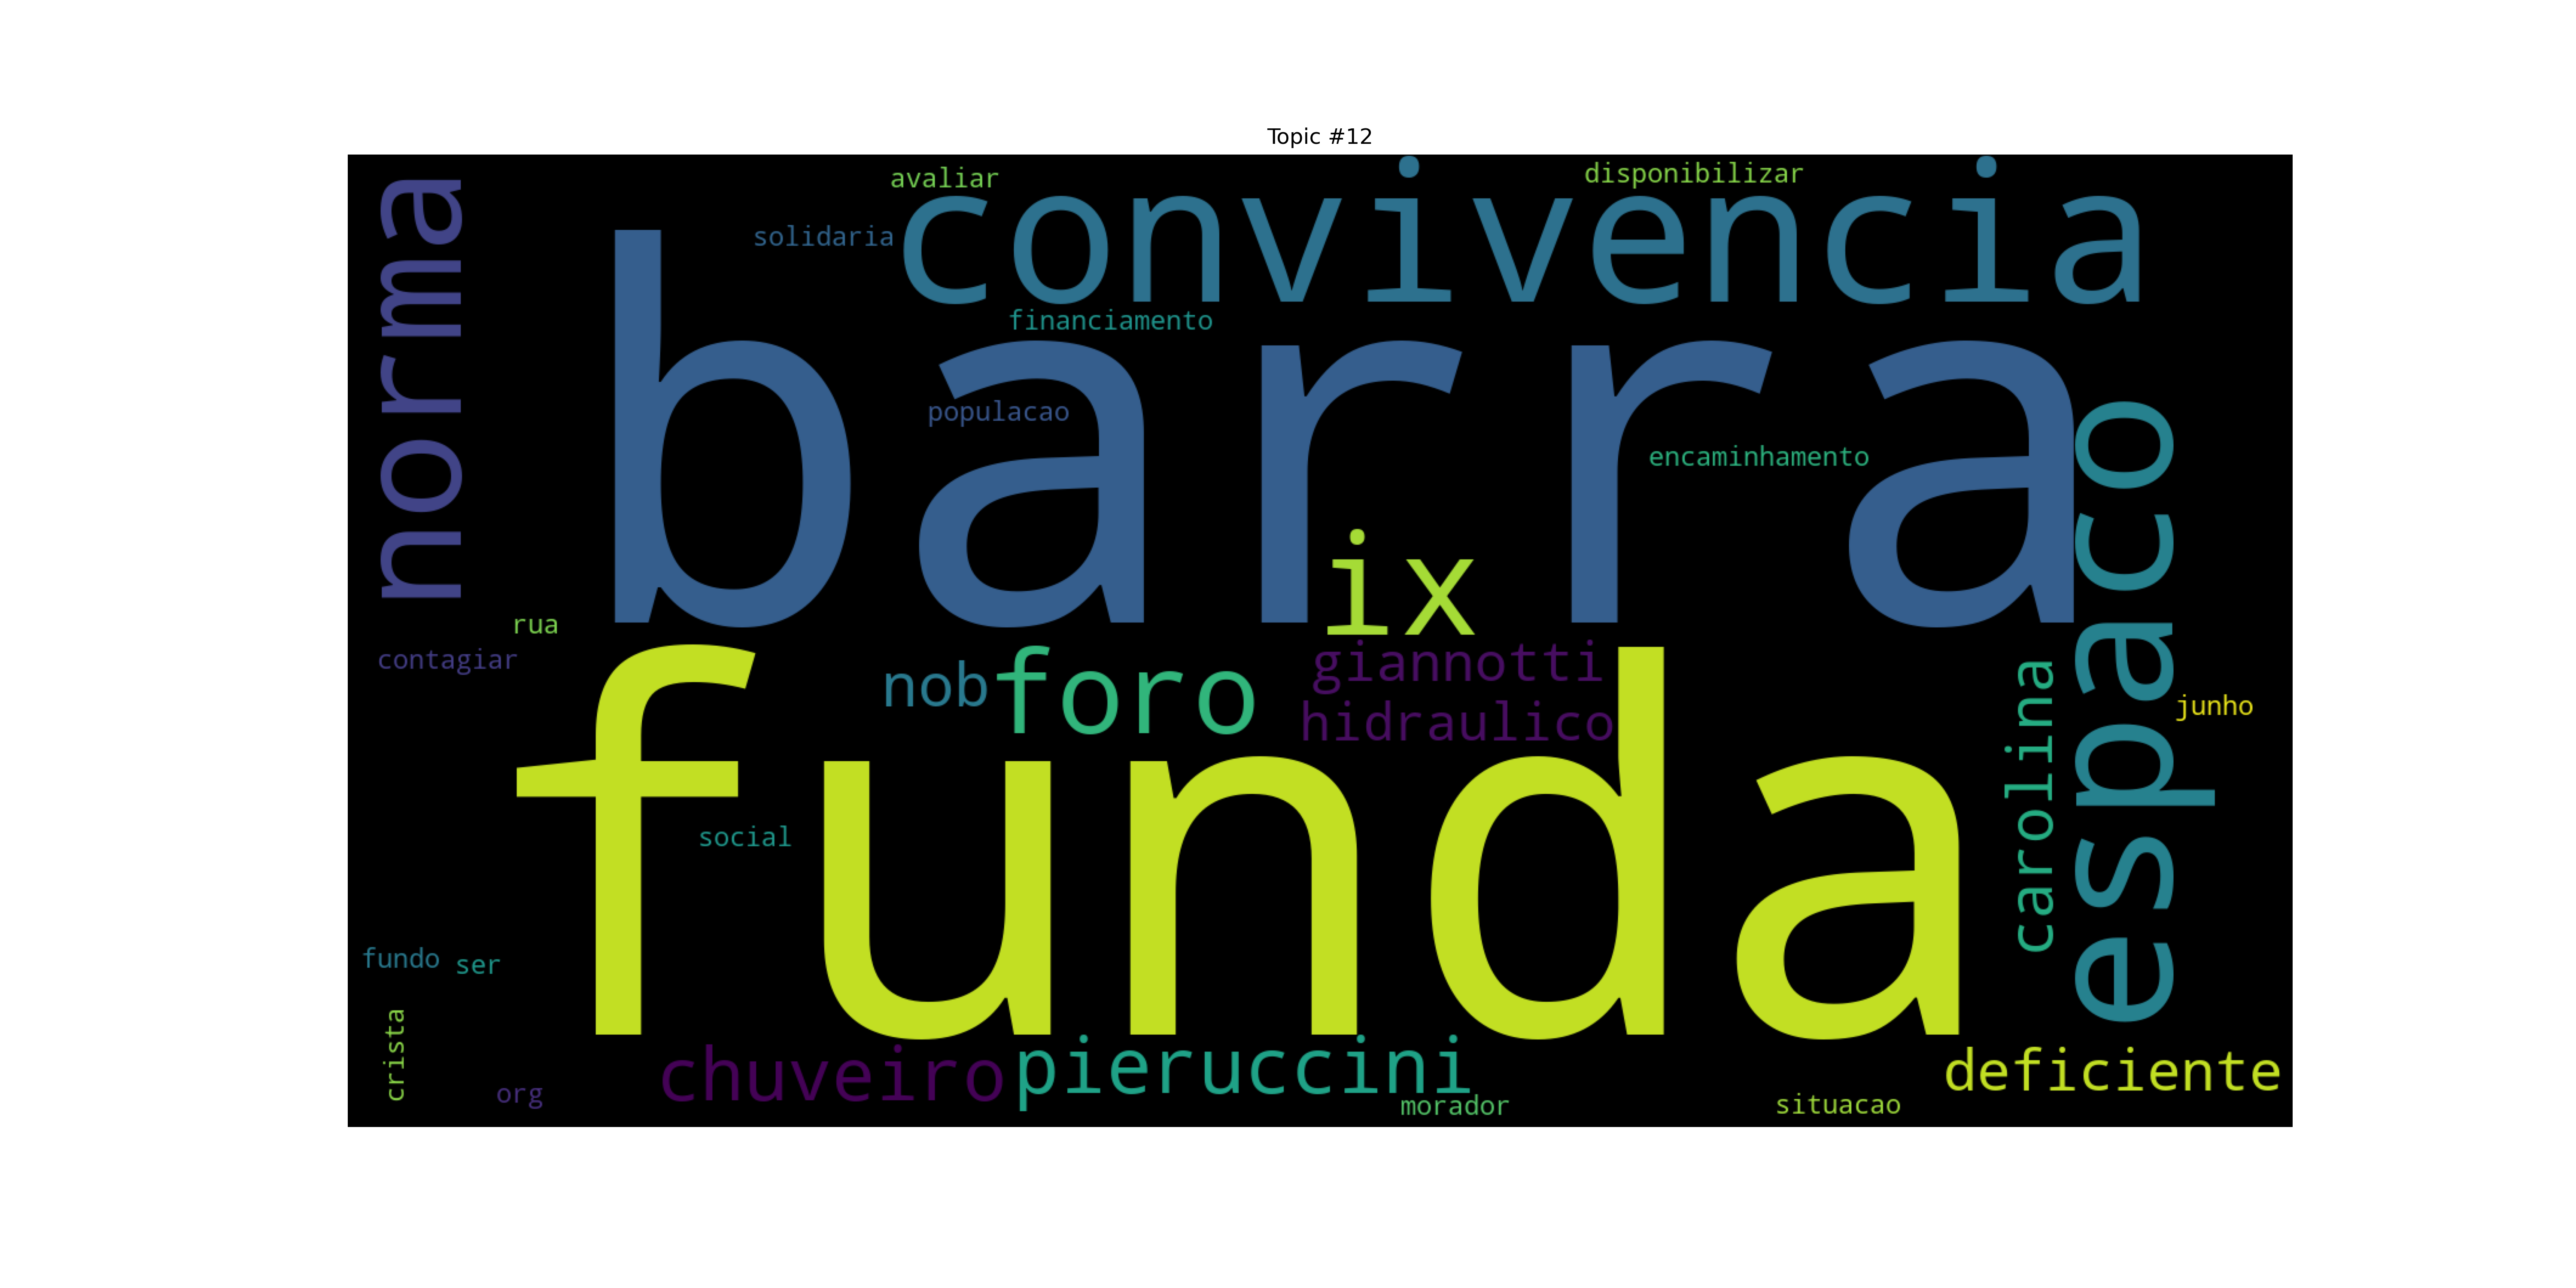 Topic #12
avaliar
disponibilizar
convivencia
solidaria
norma
financiamento
barra
populacao
encaminhamento
espaco
ix
rua
contagiar
nob
foro
giannotti
hidraulico
carolina
junho
funda
social
fundo
ser
crista
org
chuveiro
pieruccini
deficiente
morador
situacao